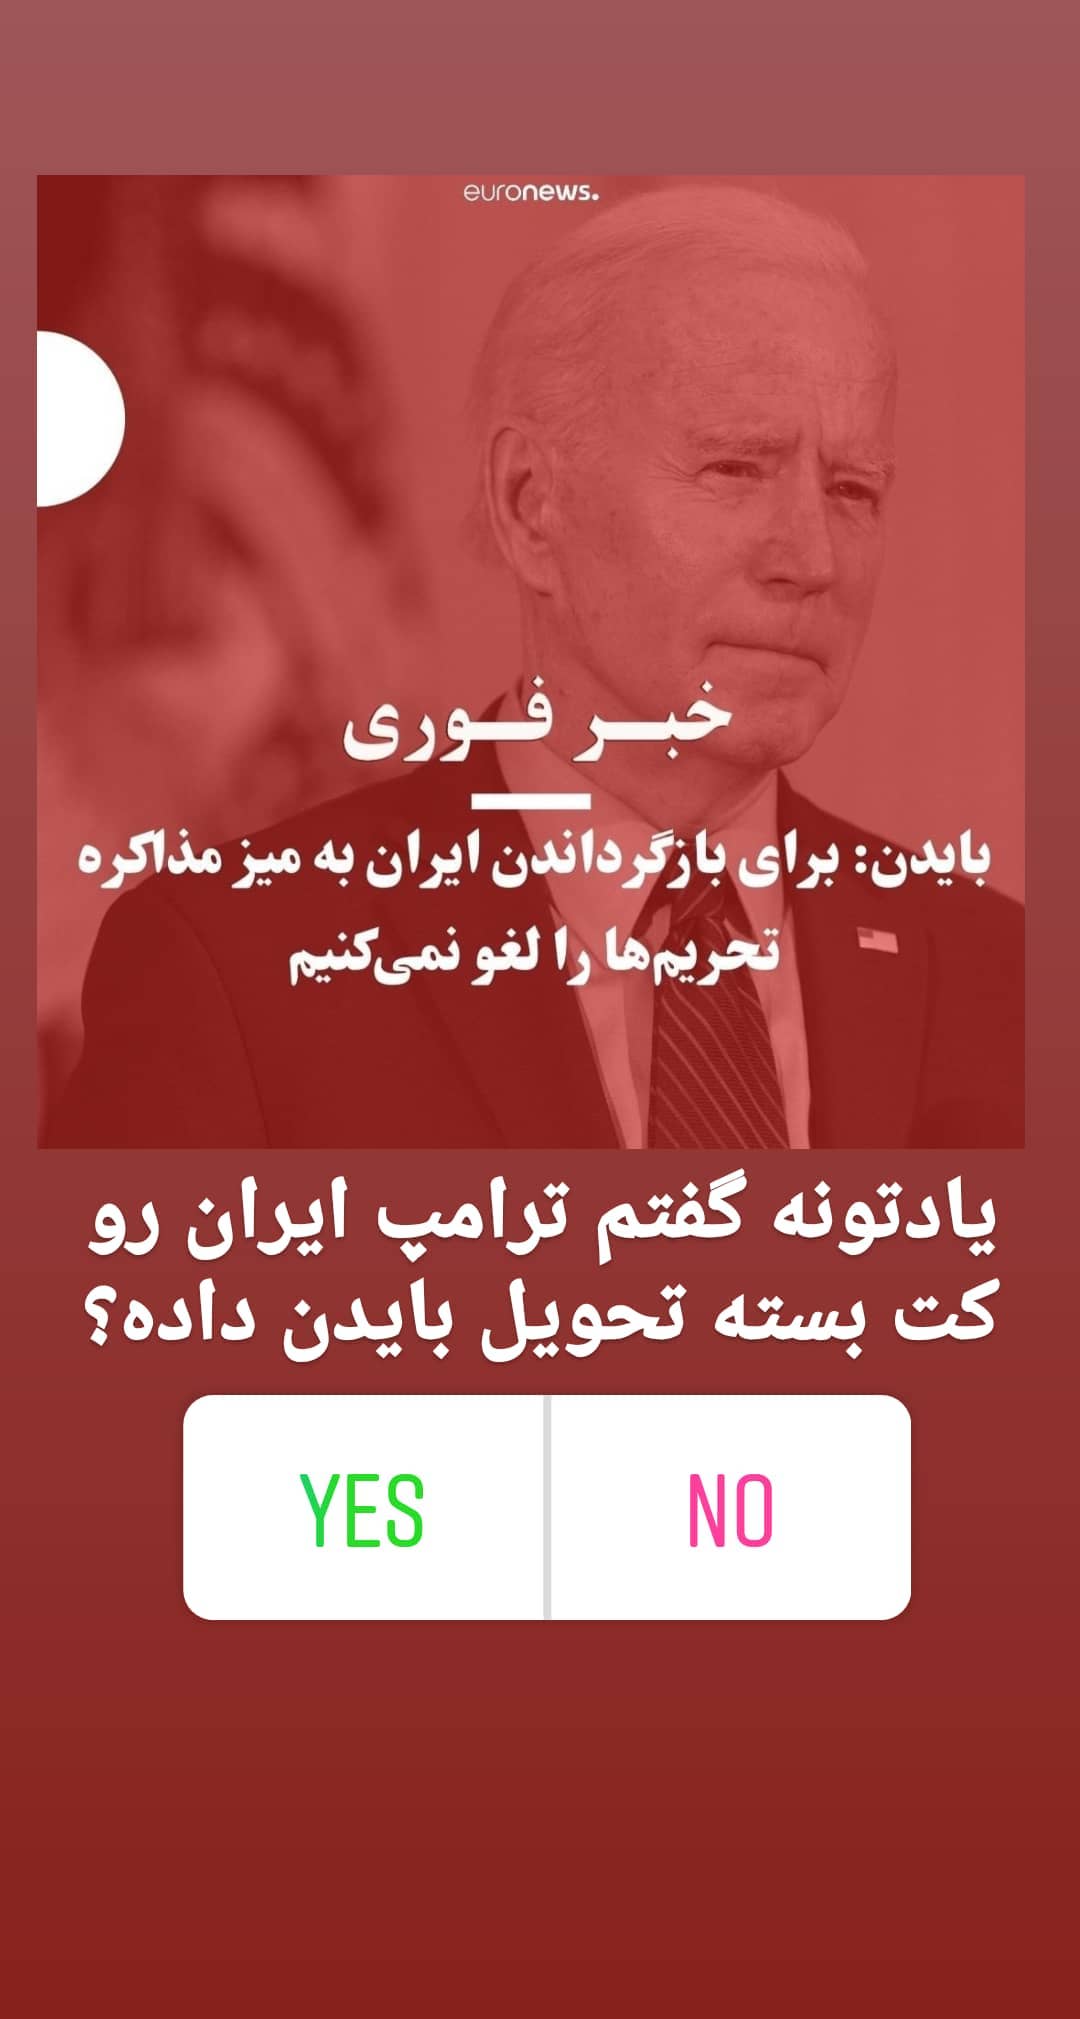 euronews.
خبر فوری
بایدن: برای بازگرداندن ایران به میز مذاکره
تحریم‌ها را لغو نمی‌کنیم
یادتونه گفتم ترامپ ایران رو
کت بسته تحویل بایدن داده؟
YES
NO